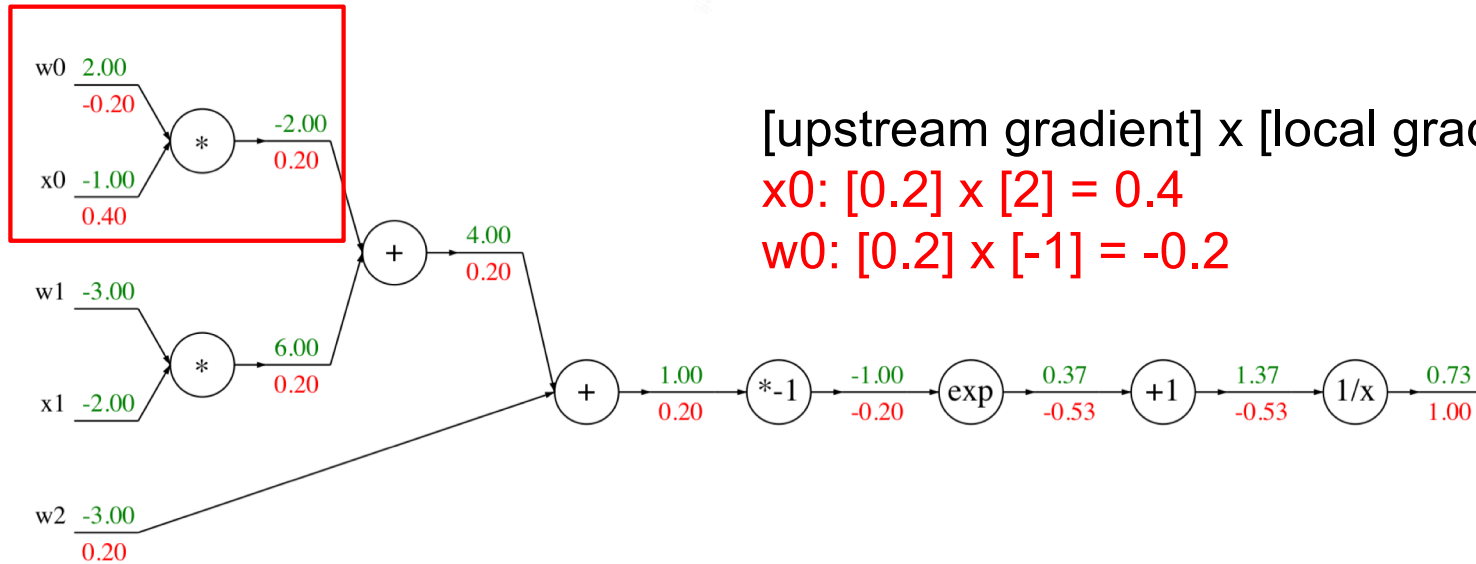 w0 2.00
-0.20
*
-2.00
0.20
x0 -1.00
0.40
[upstream gradient] x [local grad
x0: [0.2] x [2] = 0.4
w0: [0.2] x [-1] = -0.2
+
4.00
0.20
w1 -3.00
*
6.00
0.20
x1 -2.00
+
1.00
0.20
*-1
-1.00
-0.20
exp
0.37
-0.53
+1
1.37
-0.53
1/x
0.73
1.00
w2 -3.00
0.20